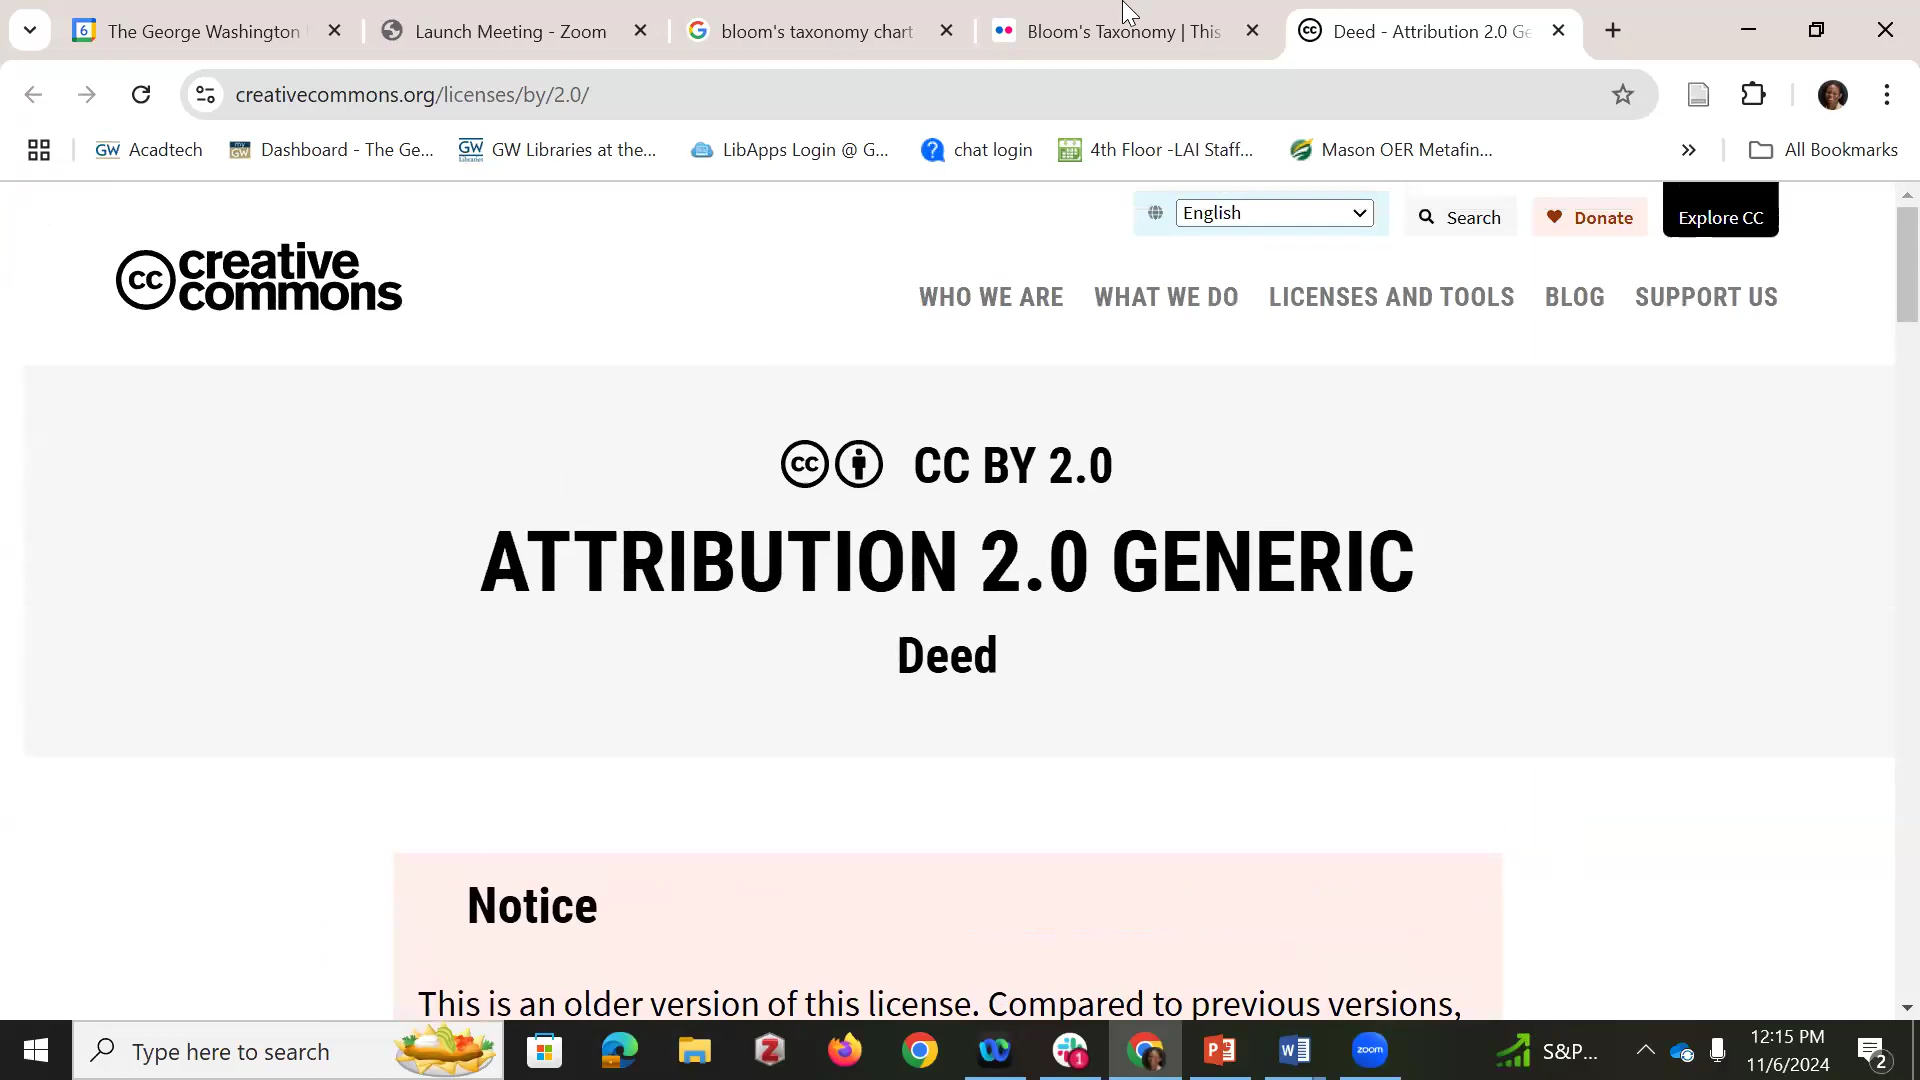 6 The George Washington
Launch Meeting - Zoom
G bloom's taxonomy chart
Bloom's Taxonomy | This
Deed - Attribution 2.0 Ge
creativecommons.org/licenses/by/2.0/
GW Acadtech
Dashboard - The Ge...
GW Libraries at the...
LibApps Login @ G...
chat login
4th Floor -LAI Staff...
Mason OER Metafin...
All Bookmarks
English
Search
Donate
Explore CC
cc creative
commons
WHO WE ARE
WHAT WE DO
LICENSES AND TOOLS
BLOG
SUPPORT US
CC BY 2.0
ATTRIBUTION 2.0 GENERIC
Deed
Notice
This is an older version of this license. Compared to previous versions,
Type here to search
zoom
S&P...
12:15 PM
11/6/2024
2